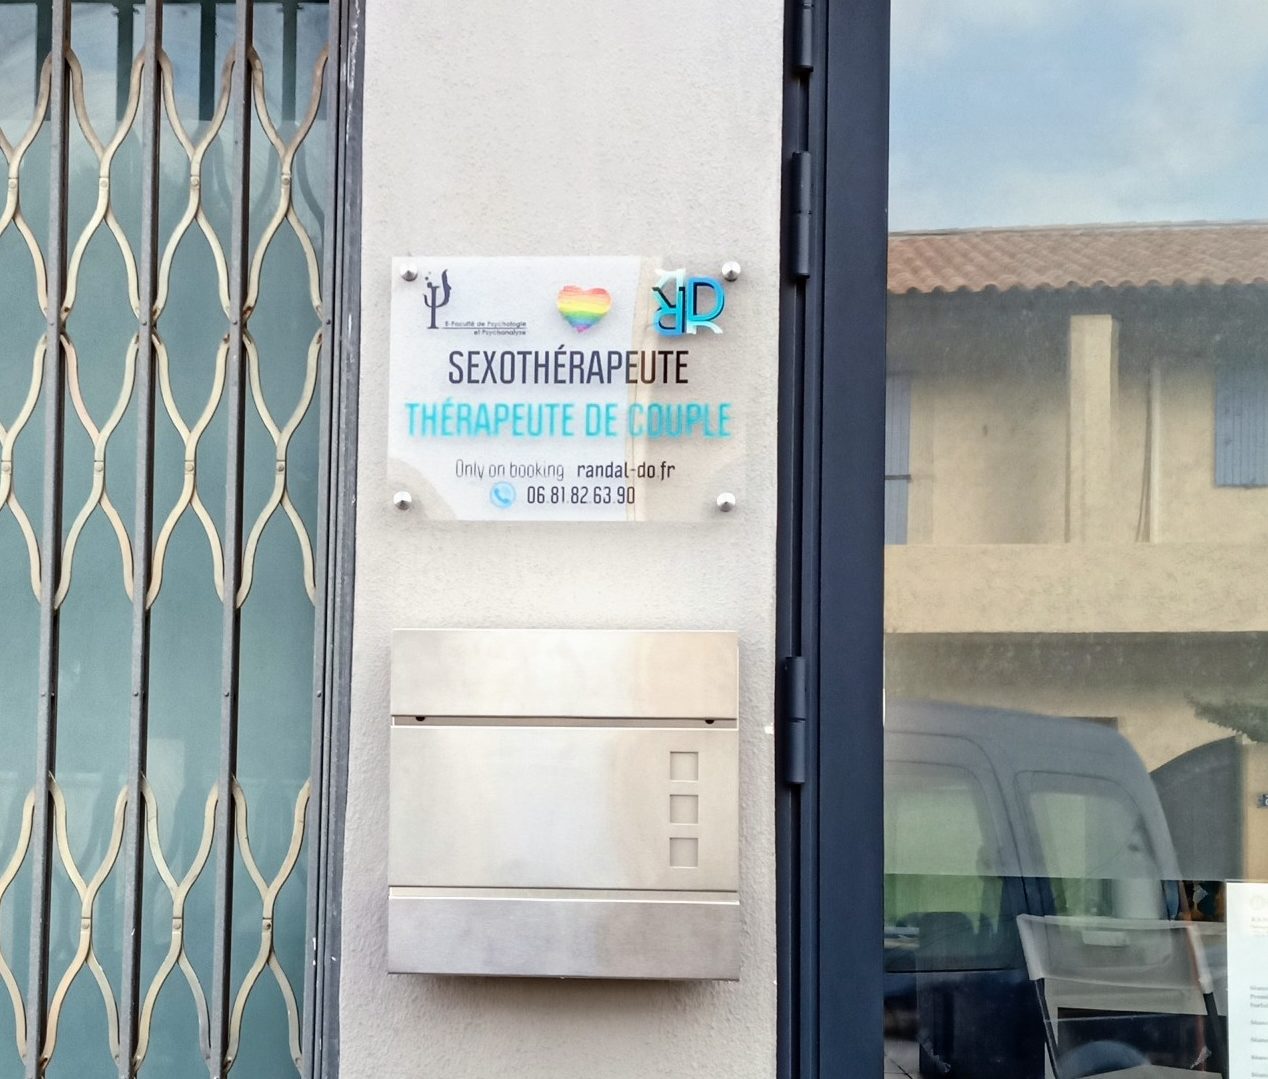 E-Faculté de Psychologie
et Psychanalyse
SEXOTHÉRAPEUTE
THÉRAPEUTE DE COUPLE
Only on booking randal-do.fr
06.81.82.63.90